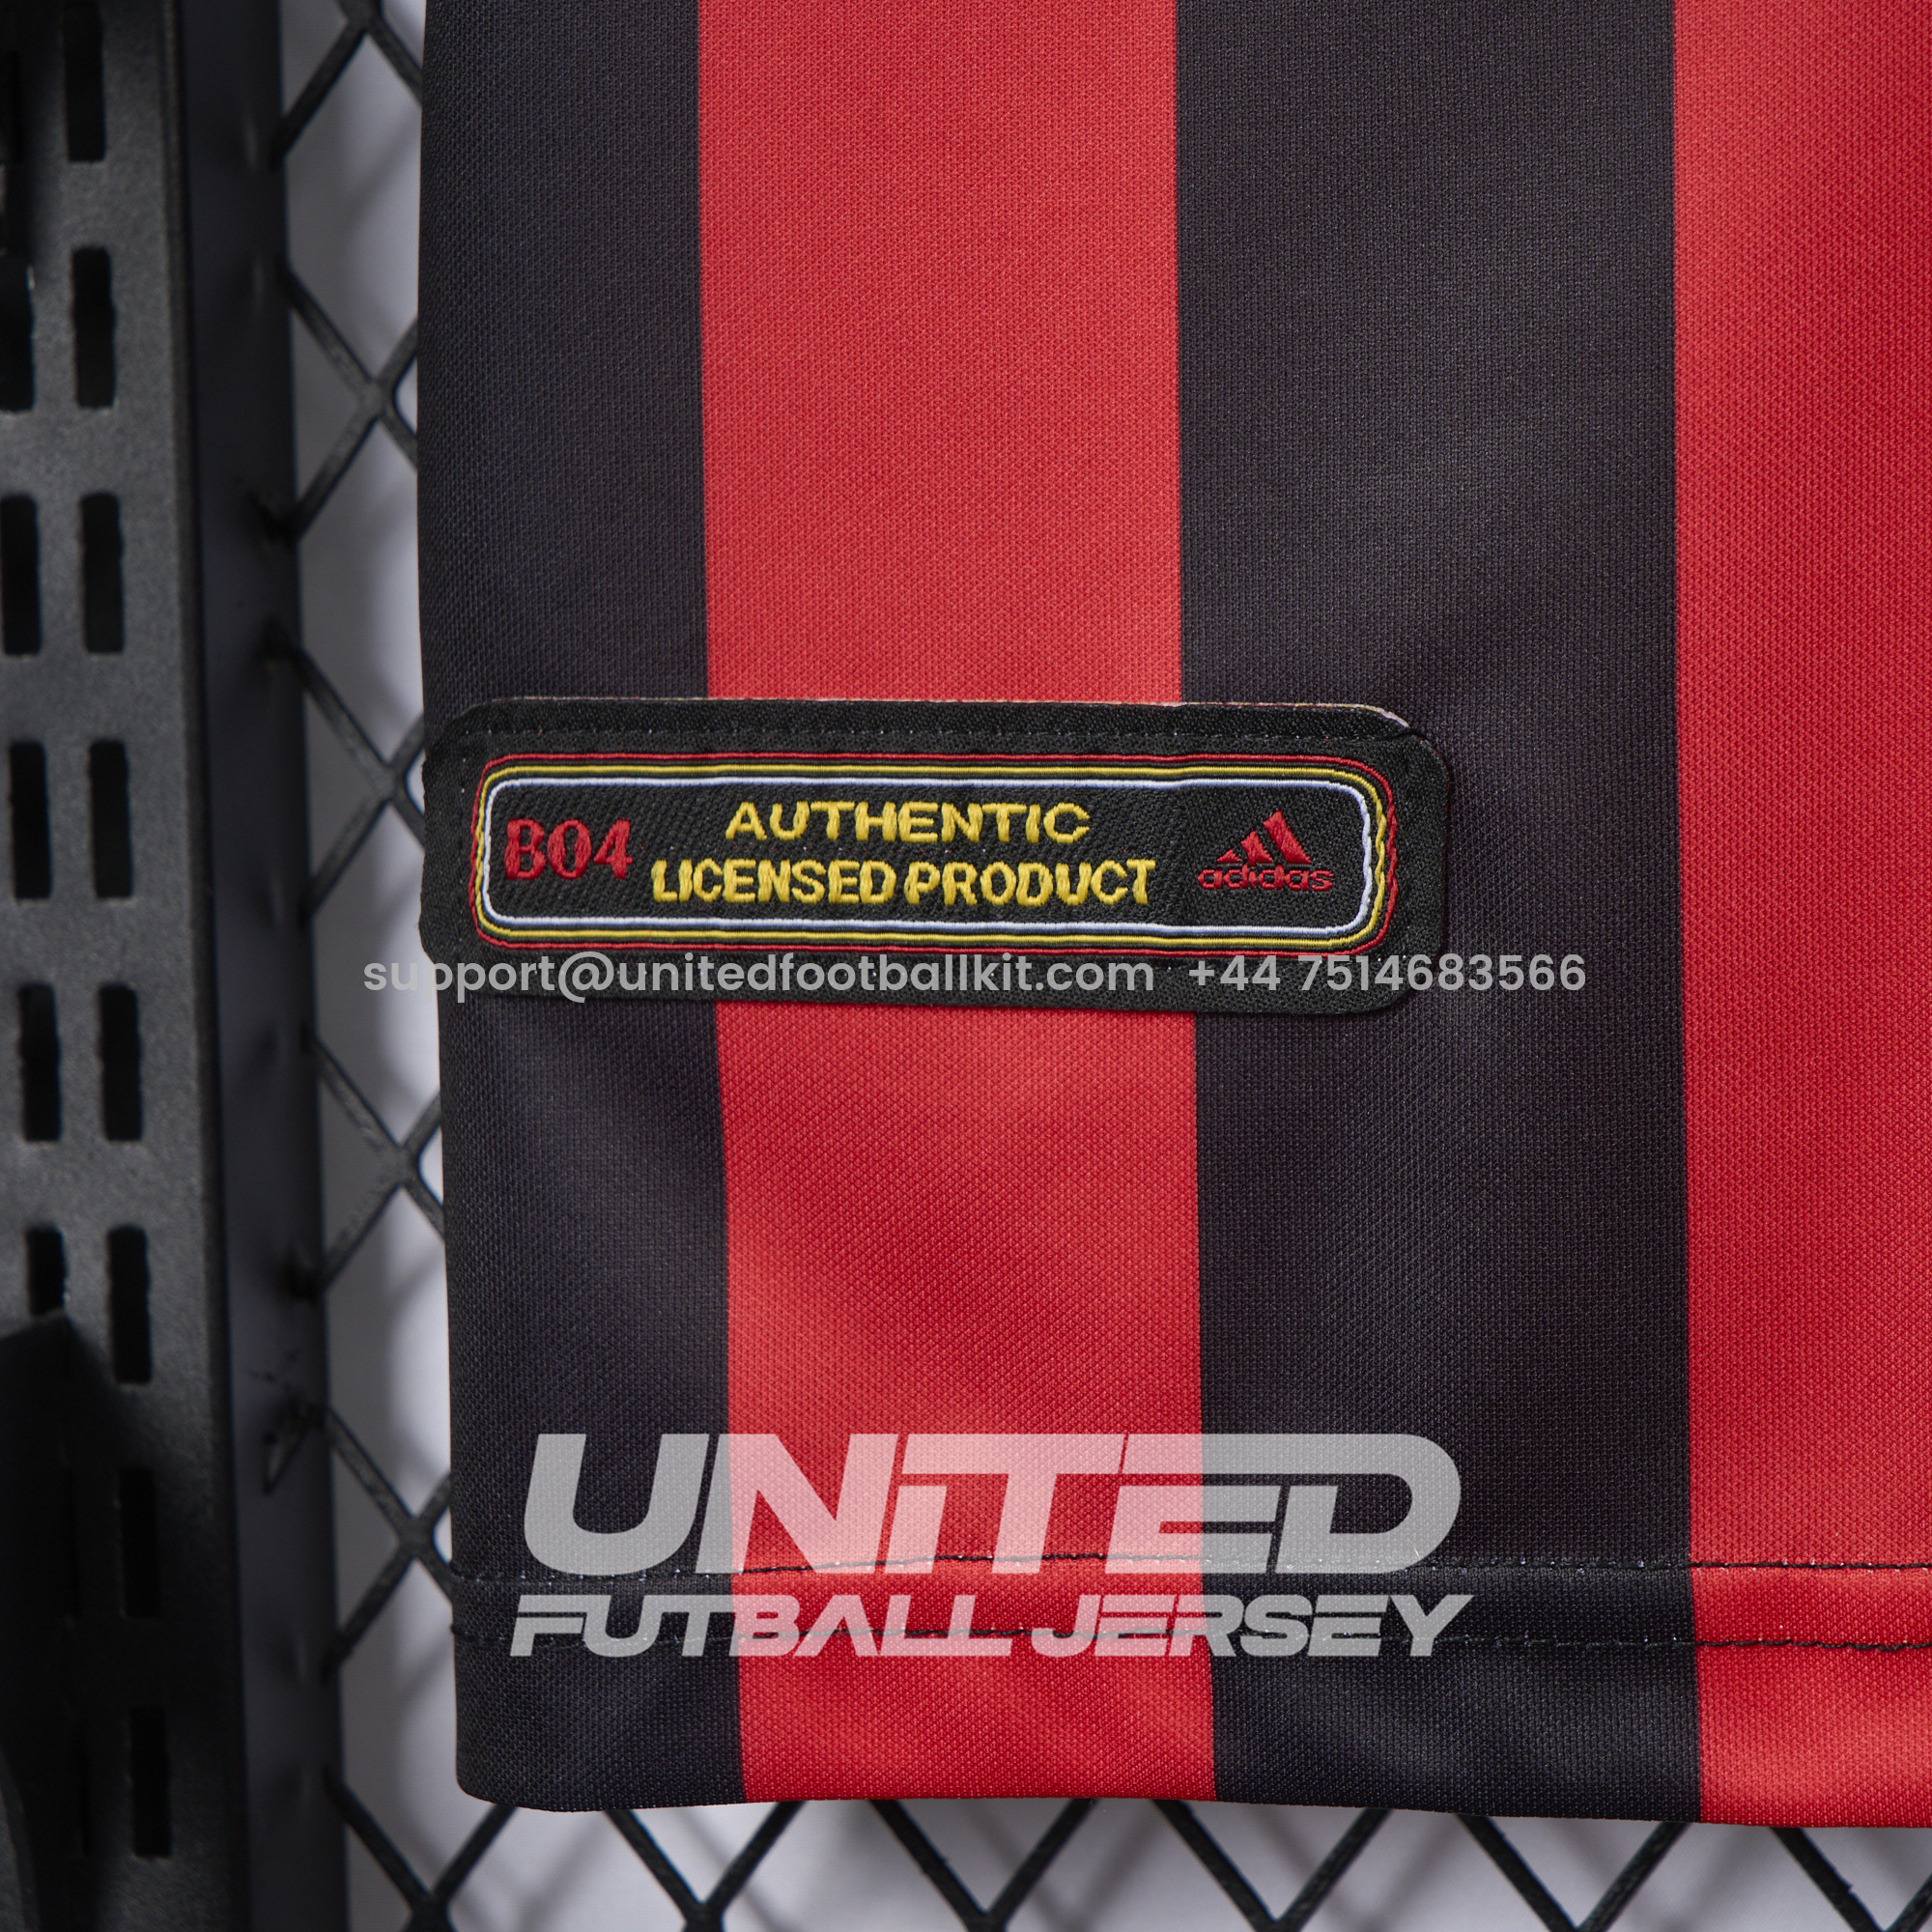 B04
AUTHENTIC
LICENSED PRODUCT
adidas
support@unitedfootballkit.com +44 7514683566
UNiTED
FUTBALL JERSEY